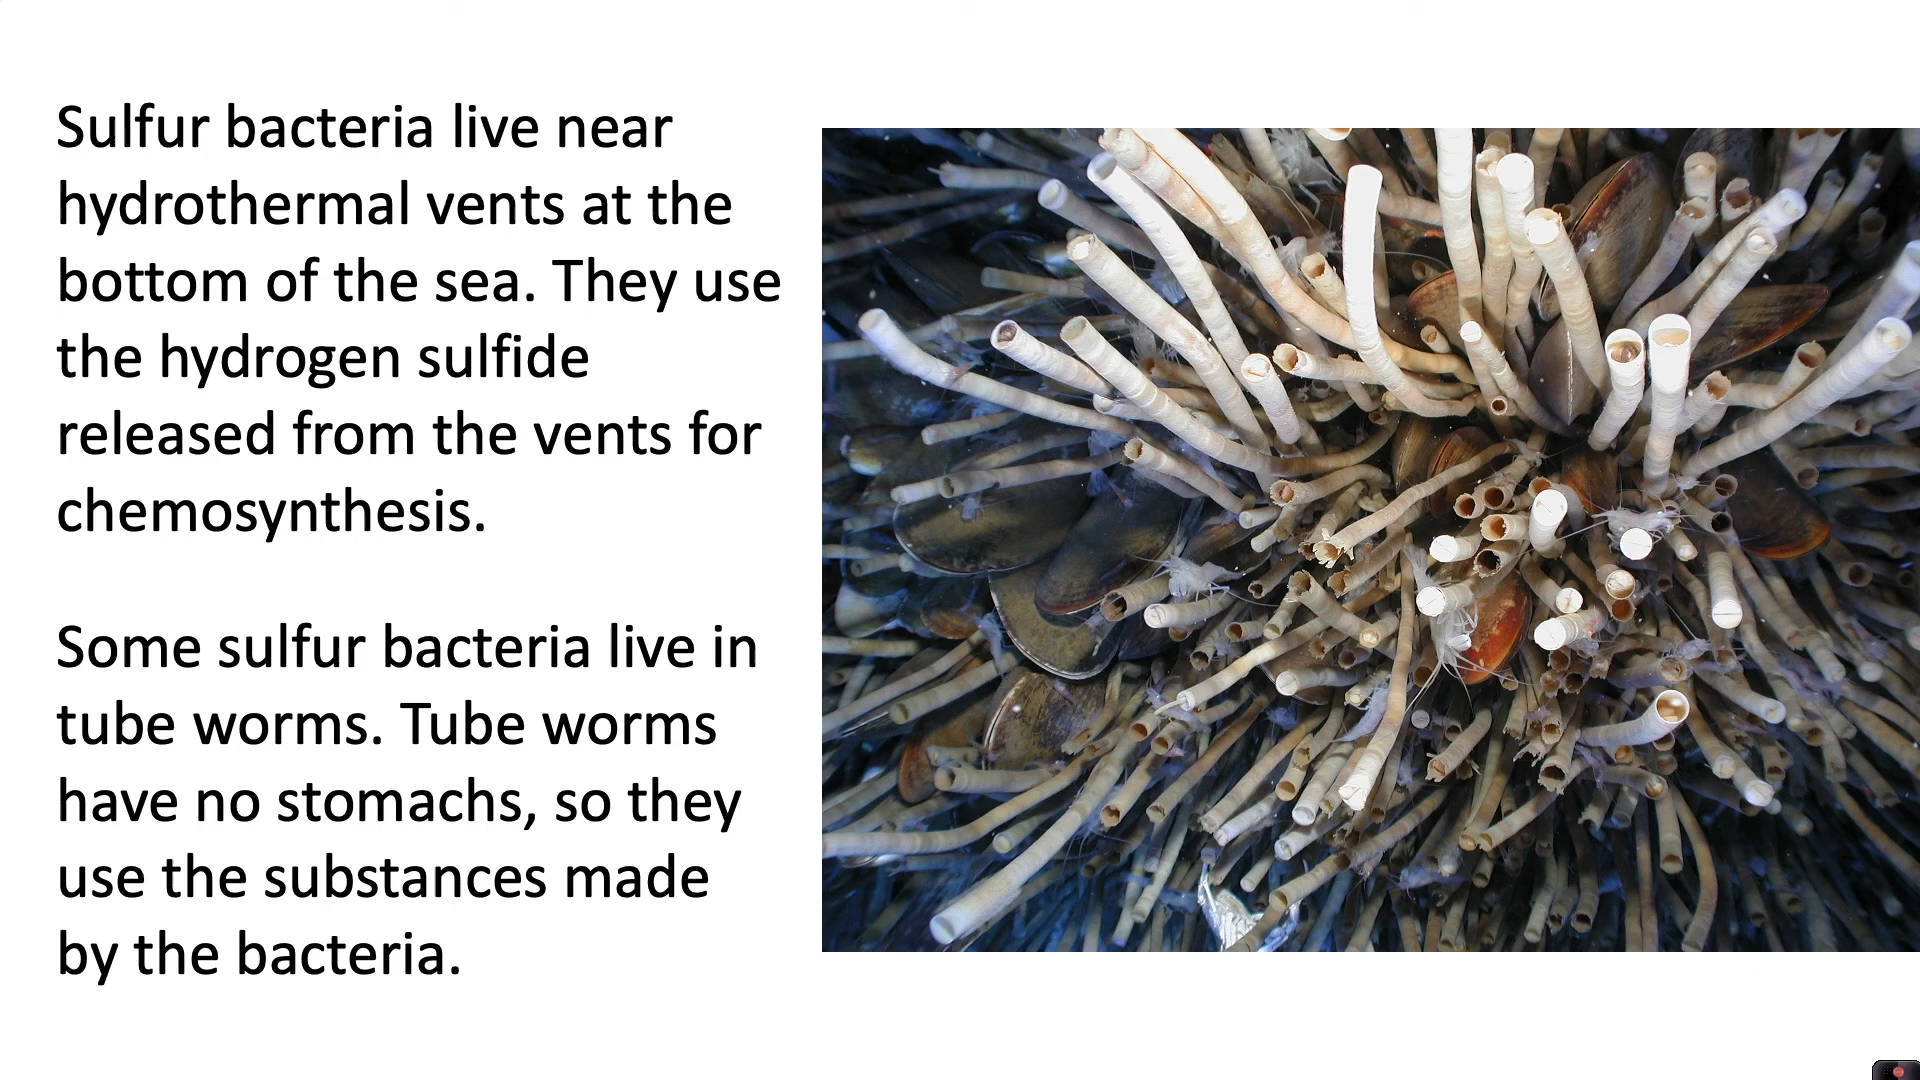 Sulfur bacteria live near
hydrothermal vents at the
bottom of the sea. They use
the hydrogen sulfide
released from the vents for
chemosynthesis.
Some sulfur bacteria live in
tube worms. Tube worms
have no stomachs, so they
use the substances made
by the bacteria.